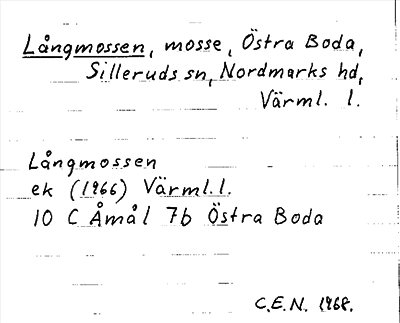 Långmossen, mosse, Östra Boda,
Silleruds sn, Nordmarks hd,
Värml. l.
Långmossen
ek (1966) Värml. l.
10 C Åmål 7b Östra Boda
C.E.N. 1968.